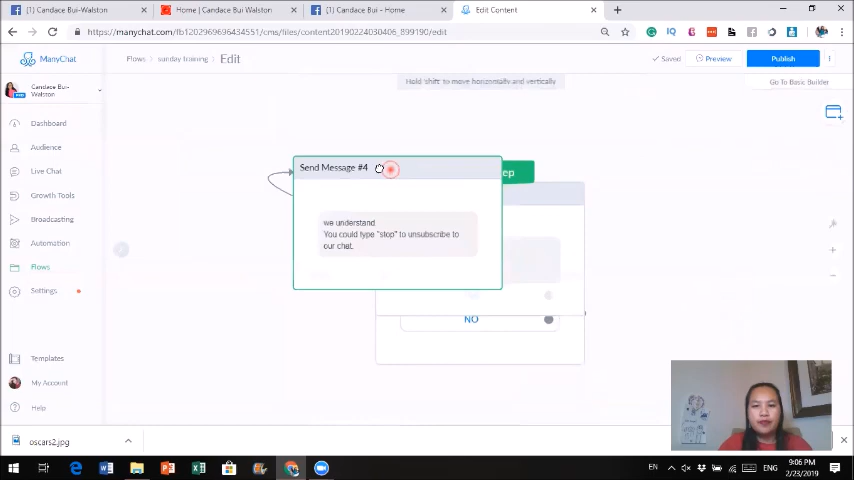 (1) Candace Bui-Walston
Home | Candace Bui Walston
(1) Candace Bui - Home
Edit Content
https://manychat.com/fb120296969634551/cms/files/content20190224030406_899190/edit
ManyChat
Flows
sunday training
Edit
Saved
Preview
Publish
Hold 'shift' to move horizontally and vertically
Go To Basic Builder
Candace Bui-
Walston
PRO
Dashboard
Audience
Live Chat
Growth Tools
Broadcasting
Automation
Flows
Settings
Templates
My Account
Help
Send Message #4
ep
we understand
You could type "stop" to unsubscribe to
our chat.
NO
oscars2.jpg
EN
ENG
9:06 PM
2/23/2019